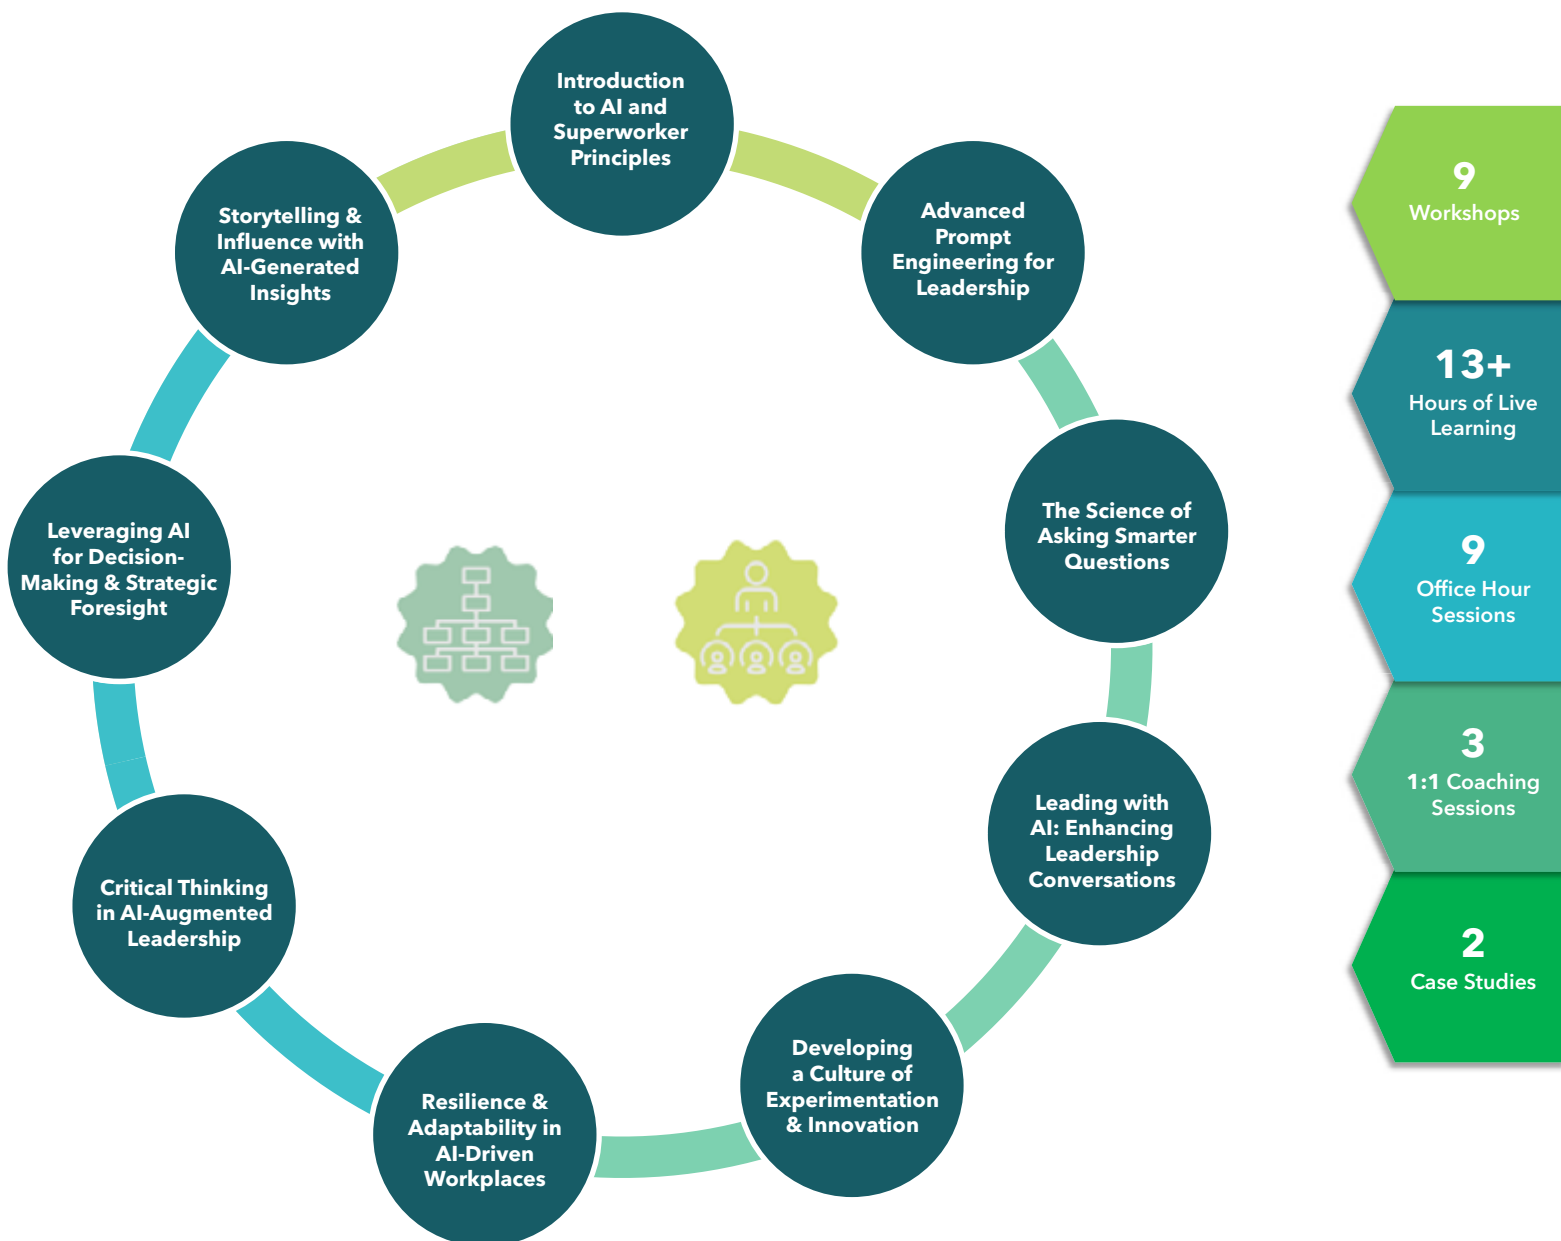 Introduction
to AI and
Superworker
Principles
Advanced
Prompt
Engineering for
Leadership
The Science of
Asking Smarter
Questions
Leading with
AI: Enhancing
Leadership
Conversations
Developing
a Culture of
Experimentation
& Innovation
Resilience &
Adaptability in
AI-Driven
Workplaces
Critical Thinking
in AI-Augmented
Leadership
Leveraging AI
for Decision-
Making & Strategic
Foresight
Storytelling &
Influence with
AI-Generated
Insights
9
Workshops
13+
Hours of Live
Learning
9
Office Hour
Sessions
3
1:1 Coaching
Sessions
2
Case Studies